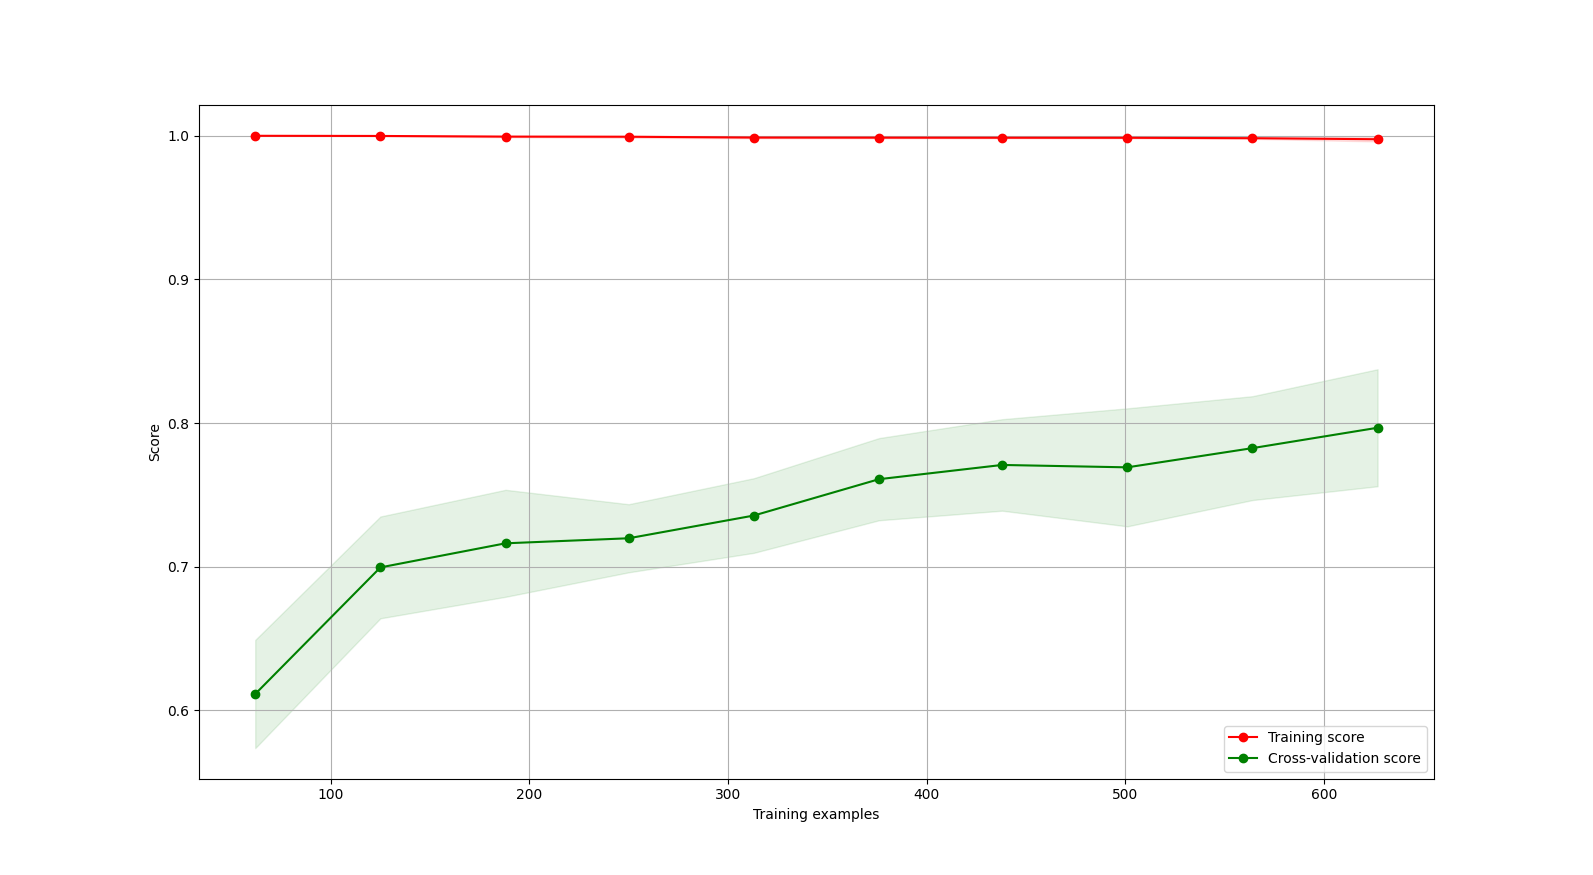 1.0
0.9
0.8
0.7
0.6
Score
100 200 300 400 500 600
Training examples
Training score
Cross-validation score